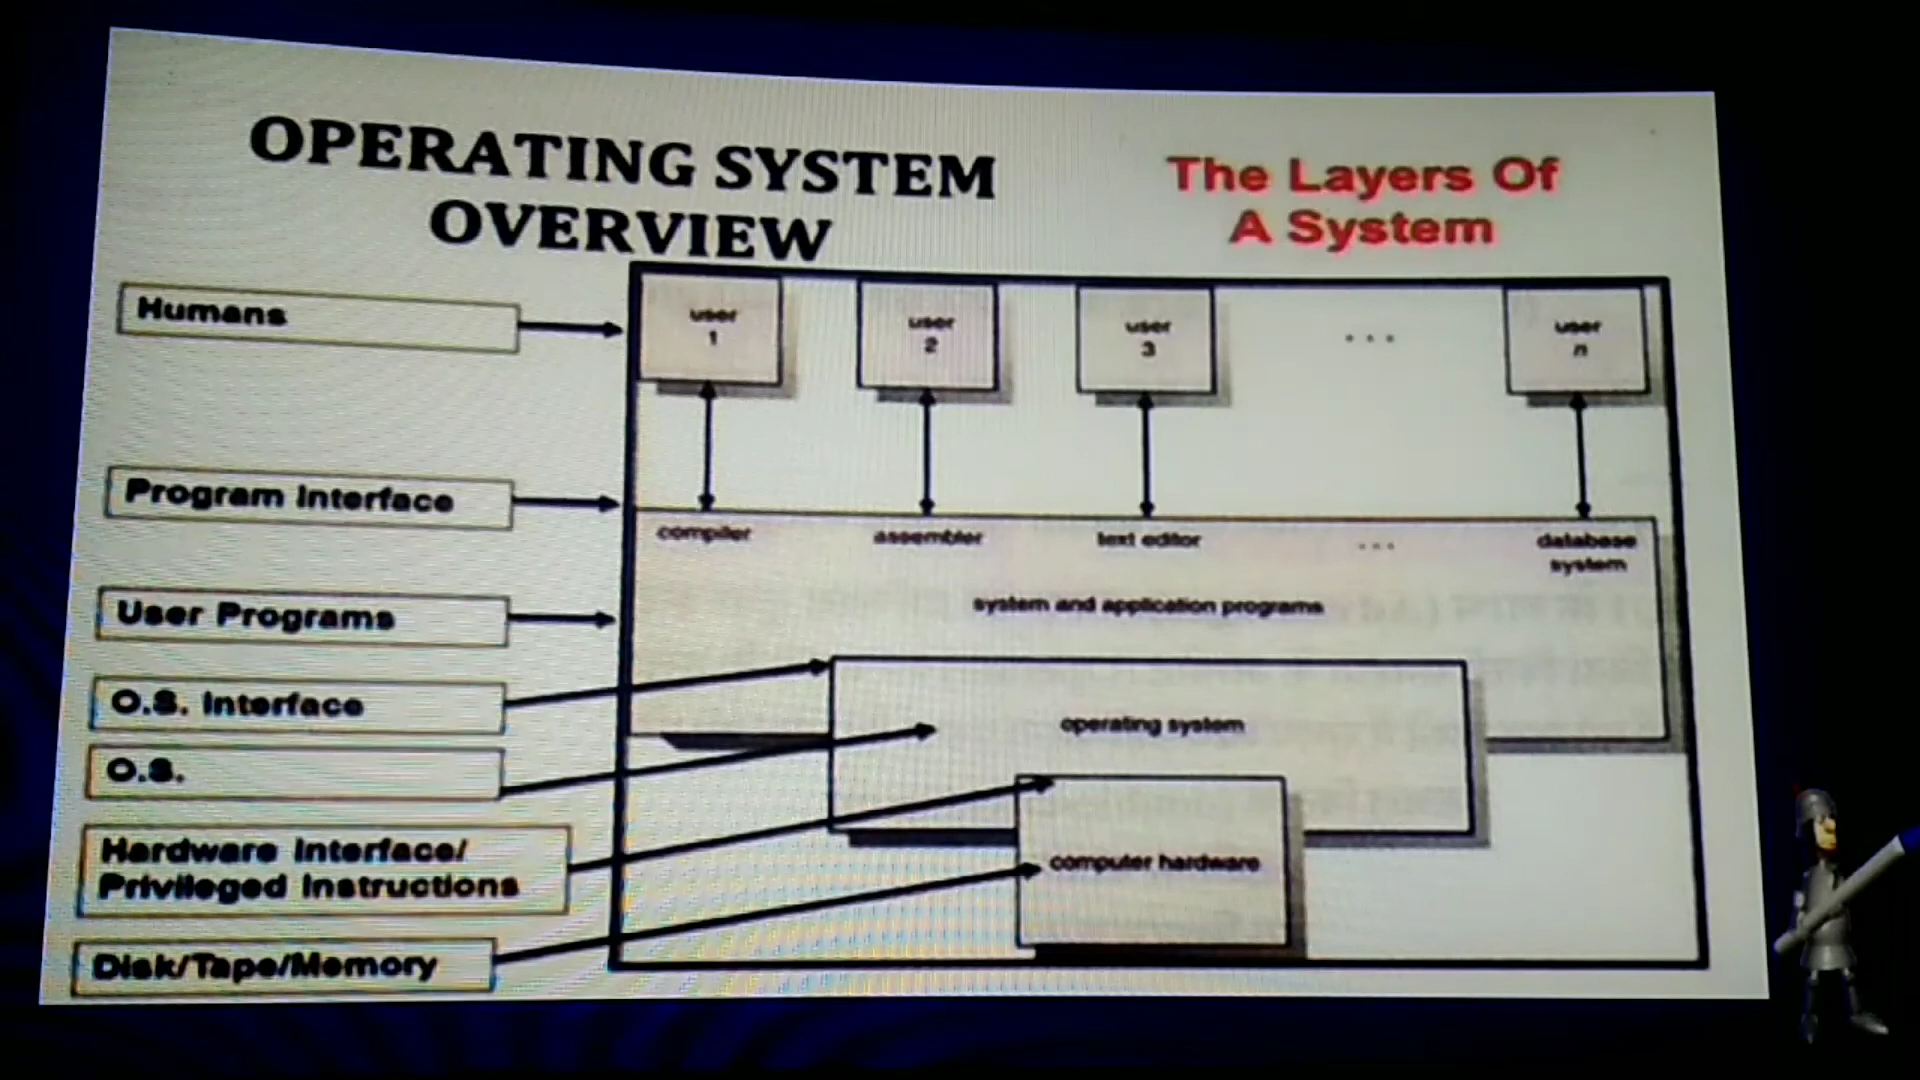 OPERATING SYSTEM
OVERVIEW
The Layers Of
A System
Humans
user
1
user
2
user
3
...
user
n
Program Interface
compiler
assembler
text editor
...
database
system
User Programs
system and application programs
O.S. Interface
operating system
O.S.
Hardware Interface/
Privileged Instructions
computer hardware
Disk/Tape/Memory